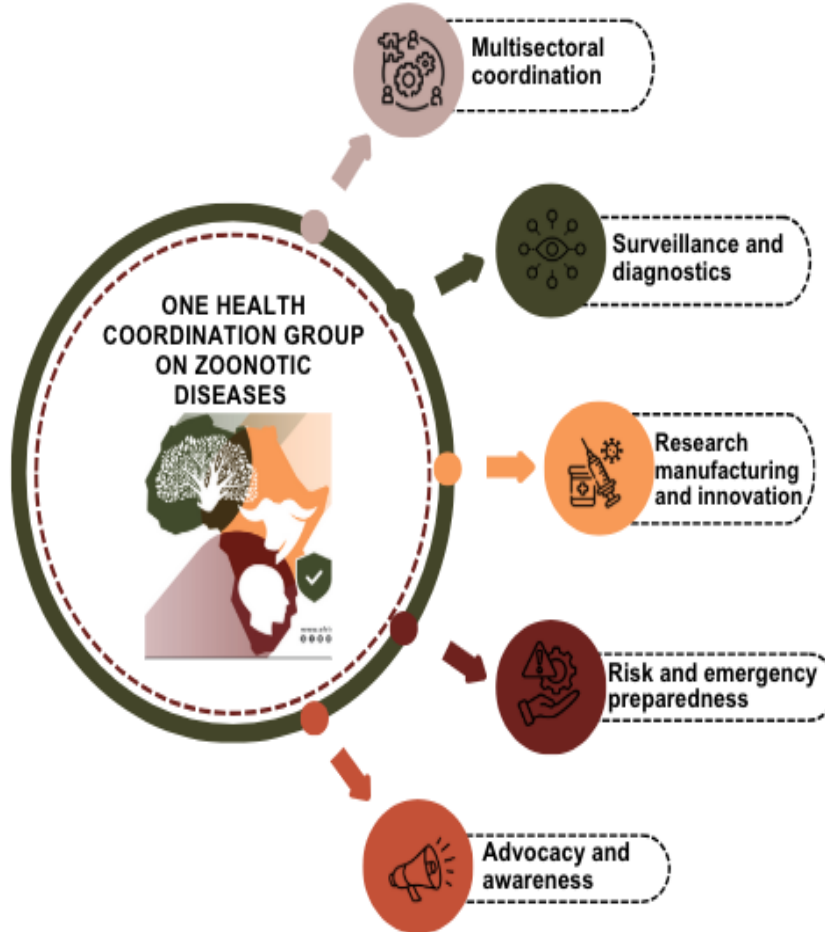 Multisectoral
coordination
Surveillance and
diagnostics
ONE HEALTH
COORDINATION GROUP
ON ZOONOTIC
DISEASES
Research
manufacturing
and innovation
Risk and emergency
preparedness
Advocacy and
awareness